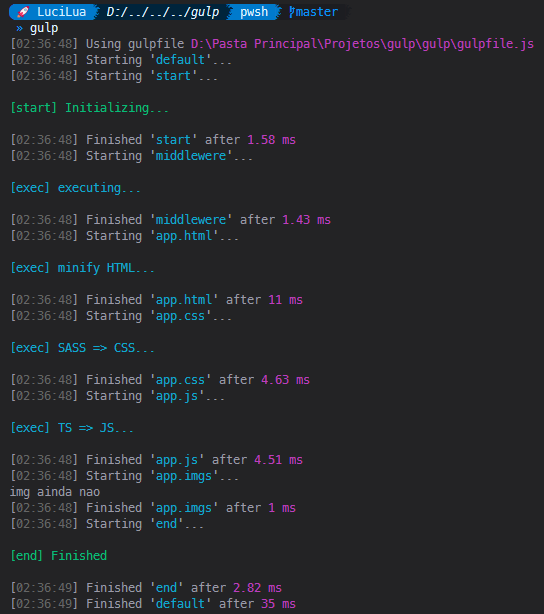 LuciLua D:/../../../gulp pwsh master
» gulp
[02:36:48] Using gulpfile D:\Pasta Principal\Projetos\gulp\gulp\gulpfile.js
[02:36:48] Starting 'default'...
[02:36:48] Starting 'start'...
[start] Initializing...
[02:36:48] Finished 'start' after 1.58 ms
[02:36:48] Starting 'middlewere'...
[exec] executing...
[02:36:48] Finished 'middlewere' after 1.43 ms
[02:36:48] Starting 'app.html'...
[exec] minify HTML...
[02:36:48] Finished 'app.html' after 11 ms
[02:36:48] Starting 'app.css'...
[exec] SASS => CSS...
[02:36:48] Finished 'app.css' after 4.63 ms
[02:36:48] Starting 'app.js'...
[exec] TS => JS...
[02:36:48] Finished 'app.js' after 4.51 ms
[02:36:48] Starting 'app.imgs'...
img ainda nao
[02:36:48] Finished 'app.imgs' after 1 ms
[02:36:48] Starting 'end'...
[end] Finished
[02:36:49] Finished 'end' after 2.82 ms
[02:36:49] Finished 'default' after 35 ms